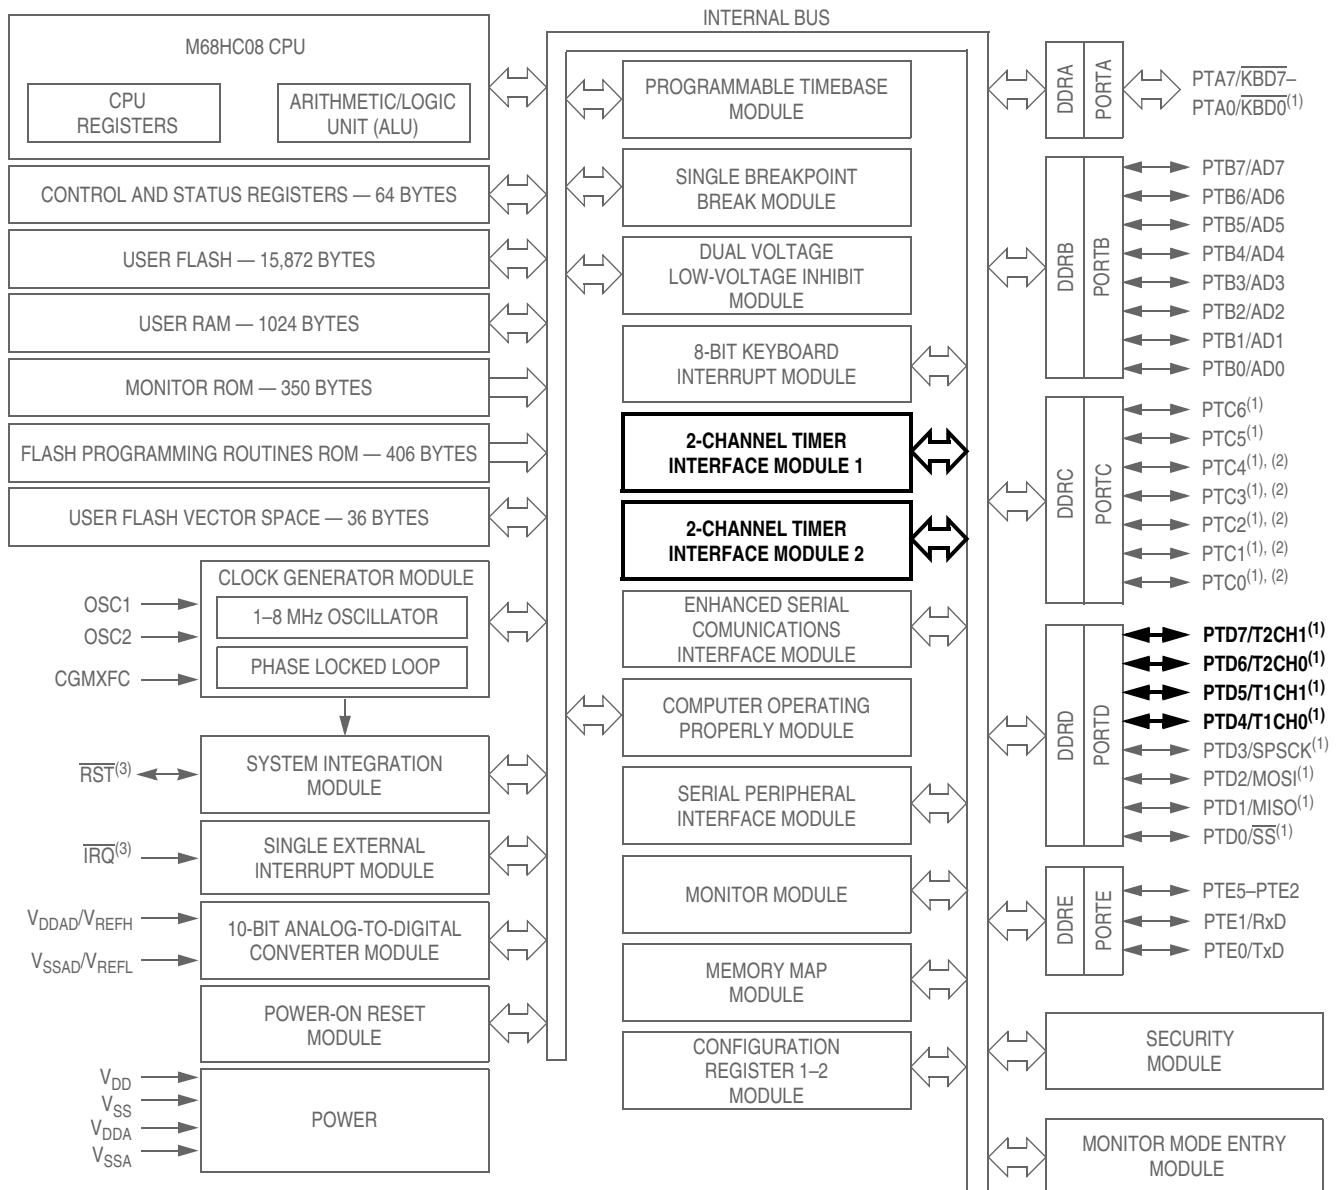 INTERNAL BUS
M68HC08 CPU
CPU
REGISTERS
ARITHMETIC/LOGIC
UNIT (ALU)
CONTROL AND STATUS REGISTERS — 64 BYTES
USER FLASH — 15,872 BYTES
USER RAM — 1024 BYTES
MONITOR ROM — 350 BYTES
FLASH PROGRAMMING ROUTINES ROM — 406 BYTES
USER FLASH VECTOR SPACE — 36 BYTES
CLOCK GENERATOR MODULE
1–8 MHz OSCILLATOR
PHASE LOCKED LOOP
OSC1
OSC2
CGMXFC
SYSTEM INTEGRATION
MODULE
RST(3)
SINGLE EXTERNAL
INTERRUPT MODULE
IRQ(3)
10-BIT ANALOG-TO-DIGITAL
CONVERTER MODULE
VDDAD/VREFH
VSSAD/VREFL
POWER-ON RESET
MODULE
POWER
VDD
VSS
VDDA
VSSA
PROGRAMMABLE TIMEBASE
MODULE
SINGLE BREAKPOINT
BREAK MODULE
DUAL VOLTAGE
LOW-VOLTAGE INHIBIT
MODULE
8-BIT KEYBOARD
INTERRUPT MODULE
2-CHANNEL TIMER
INTERFACE MODULE 1
2-CHANNEL TIMER
INTERFACE MODULE 2
ENHANCED SERIAL
COMUNICATIONS
INTERFACE MODULE
COMPUTER OPERATING
PROPERLY MODULE
SERIAL PERIPHERAL
INTERFACE MODULE
MONITOR MODULE
MEMORY MAP
MODULE
CONFIGURATION
REGISTER 1–2
MODULE
DDRA
PORTA
PTA7/KBD7–
PTA0/KBD0(1)
DDRB
PORTB
PTB7/AD7
PTB6/AD6
PTB5/AD5
PTB4/AD4
PTB3/AD3
PTB2/AD2
PTB1/AD1
PTB0/AD0
DDRC
PORTC
PTC6(1)
PTC5(1)
PTC4(1), (2)
PTC3(1), (2)
PTC2(1), (2)
PTC1(1), (2)
PTC0(1), (2)
DDRD
PORTD
PTD7/T2CH1(1)
PTD6/T2CH0(1)
PTD5/T1CH1(1)
PTD4/T1CH0(1)
PTD3/SPSCK(1)
PTD2/MOSI(1)
PTD1/MISO(1)
PTD0/SS(1)
DDRE
PORTE
PTE5–PTE2
PTE1/RxD
PTE0/TxD
SECURITY
MODULE
MONITOR MODE ENTRY
MODULE